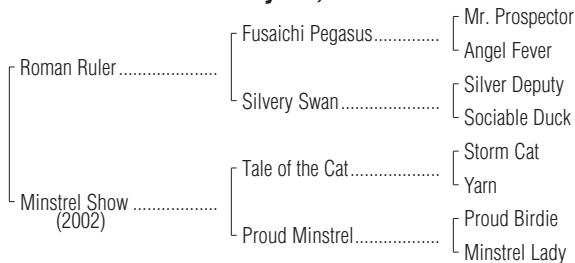 Mr. Prospector
Fusaichi Pegasus..............
Angel Fever
Roman Ruler.....................
Silver Deputy
Silvery Swan.....................
Sociable Duck
Storm Cat
Tale of the Cat...................
Yarn
Minstrel Show..................
(2002)
Proud Birdie
Proud Minstrel..................
Minstrel Lady